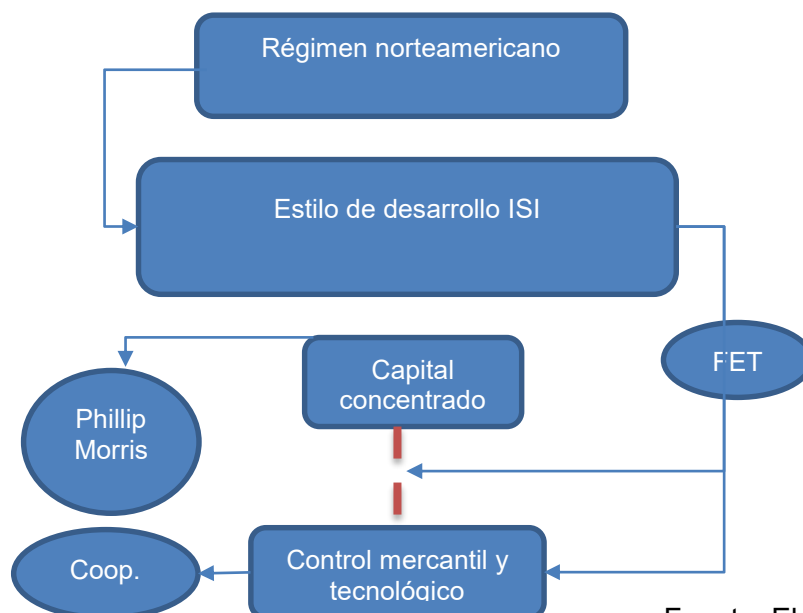 Régimen norteamericano
Estilo de desarrollo ISI
Capital
concentrado
FET
Phillip
Morris
Coop.
Control mercantil y
tecnológico